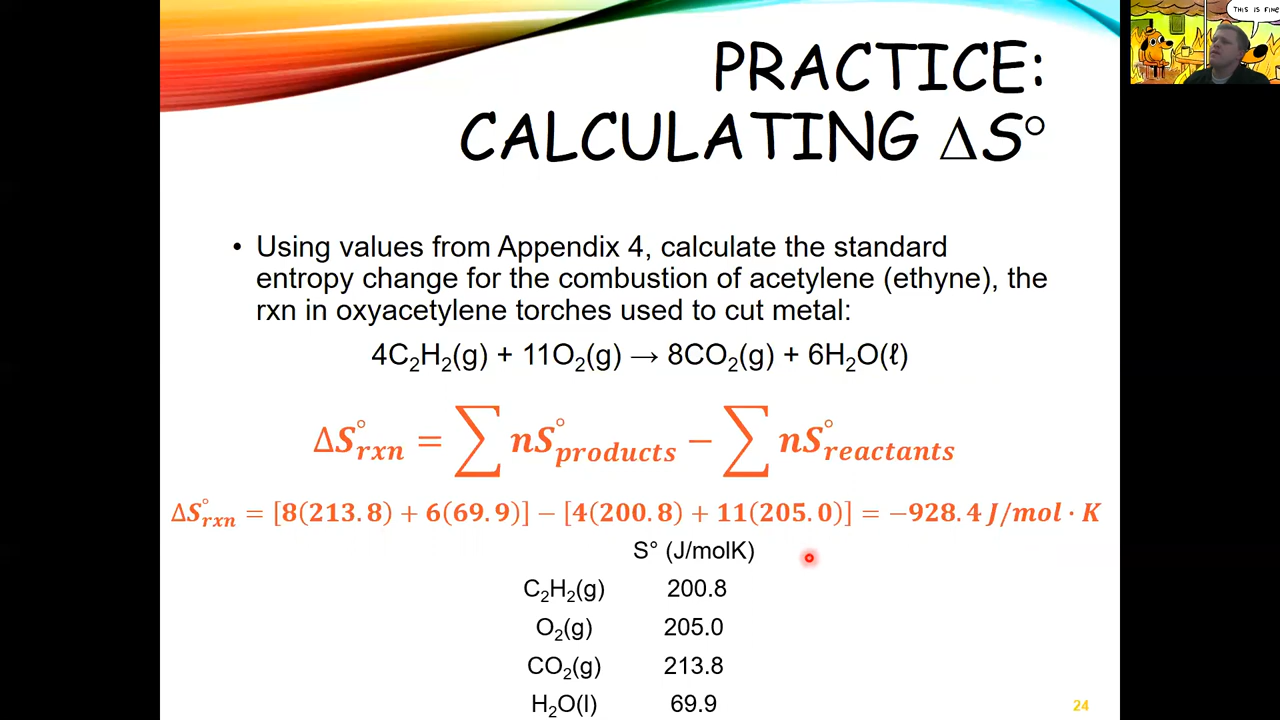 THIS IS FINE
PRACTICE:
CALCULATING ΔS°
• Using values from Appendix 4, calculate the standard
entropy change for the combustion of acetylene (ethyne), the
rxn in oxyacetylene torches used to cut metal:
4C₂H₂(g) + 11O₂(g) → 8CO₂(g) + 6H₂O(ℓ)
ΔS°rxn = ∑ nS°products − ∑ nS°reactants
ΔS°rxn = [8(213.8) + 6(69.9)] − [4(200.8) + 11(205.0)] = −928.4 J/mol · K
S° (J/molK)
C₂H₂(g) 200.8
O₂(g) 205.0
CO₂(g) 213.8
H₂O(l) 69.9
24